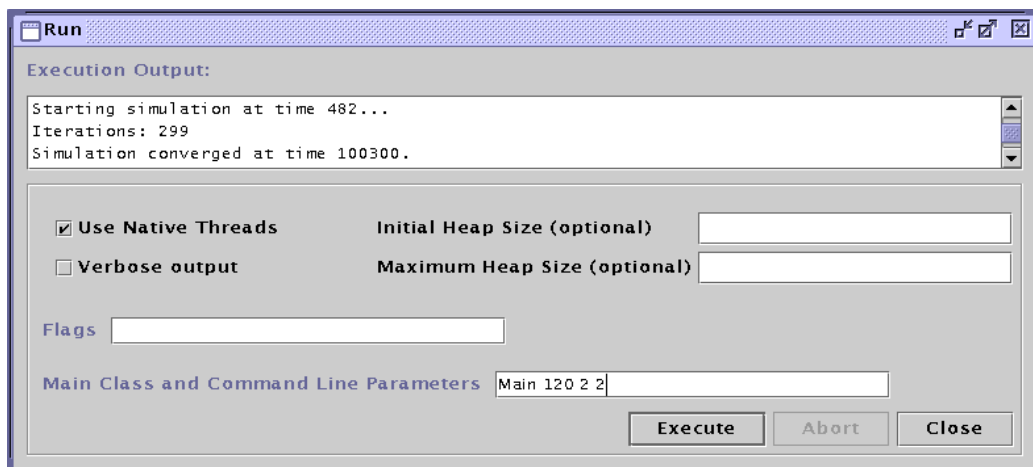 Run
Execution Output:
Starting simulation at time 482...
Iterations: 299
Simulation converged at time 100300.
Use Native Threads Initial Heap Size (optional)
Verbose output Maximum Heap Size (optional)
Flags
Main Class and Command Line Parameters Main 120 2 2
Execute Abort Close